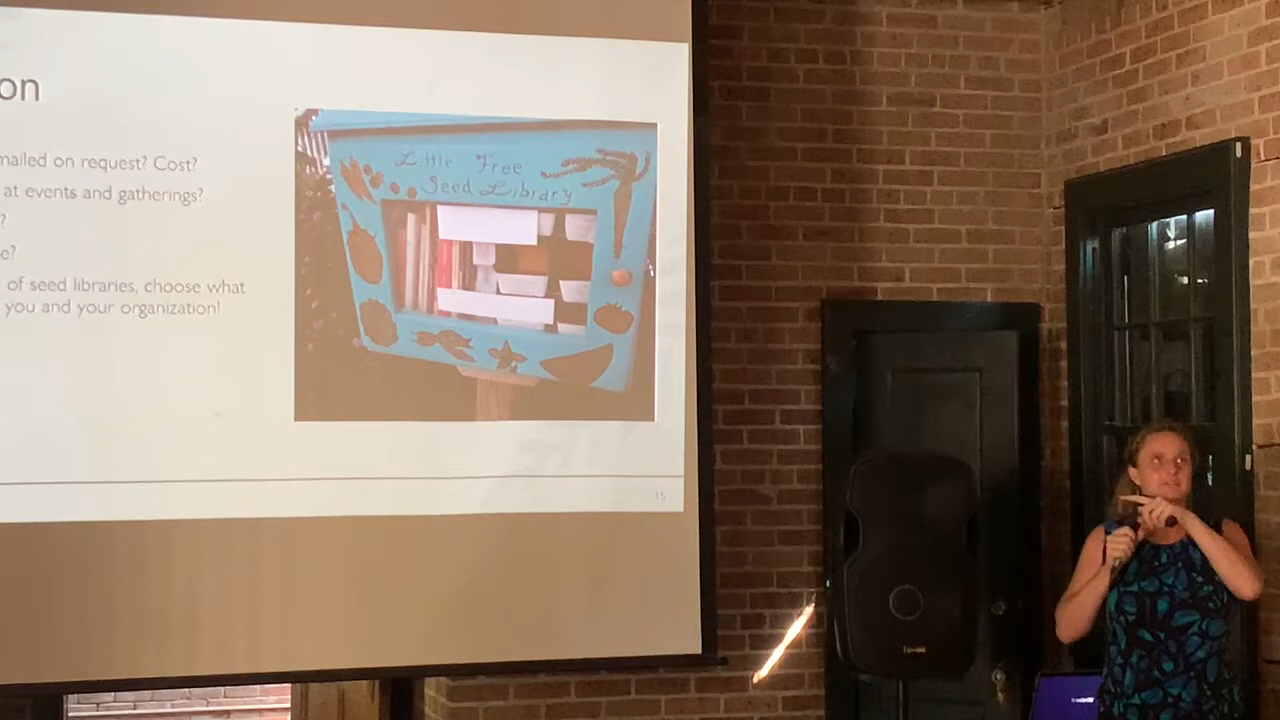 on
mailed on request? Cost?
at events and gatherings?
?
e?
of seed libraries, choose what
you and your organization!
Little Free
Seed Library
15